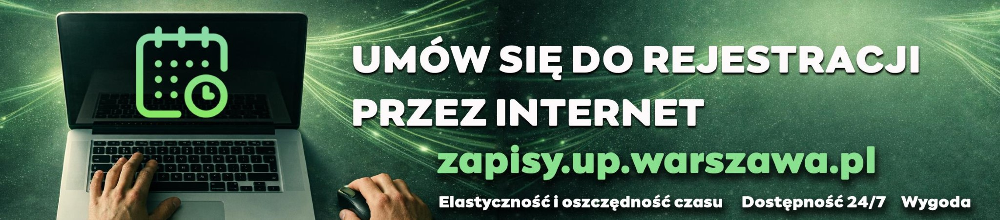 UMÓW SIĘ DO REJESTRACJI
PRZEZ INTERNET
zapisy.up.warszawa.pl
Elastyczność i oszczędność czasu Dostępność 24/7 Wygoda